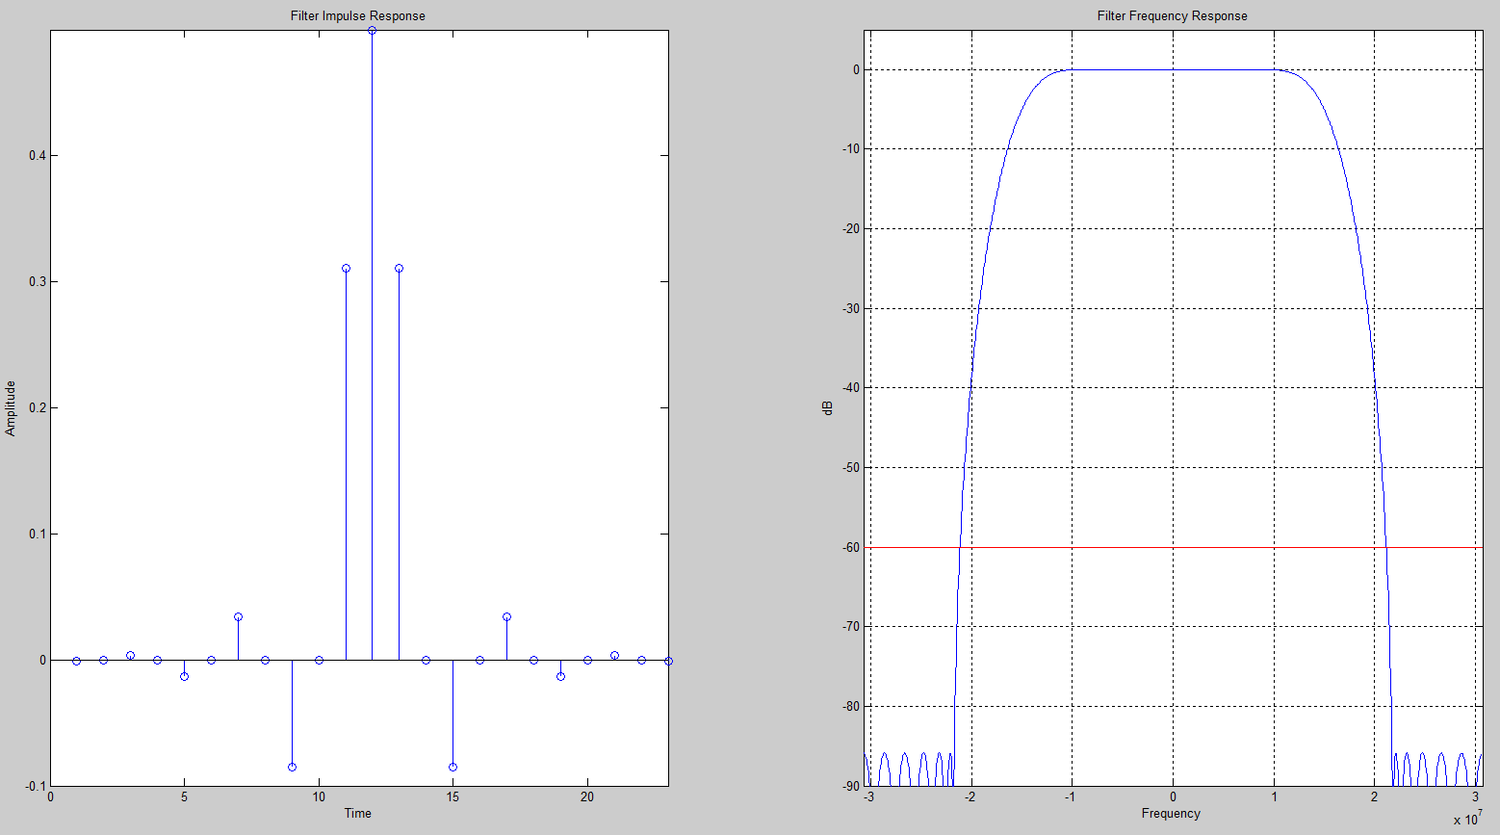 Filter Impulse Response
0.4
0.3
0.2
0.1
0
-0.1
Amplitude
0 5 10 15 20
Time
Filter Frequency Response
0
-10
-20
-30
-40
-50
-60
-70
-80
-90
dB
-3 -2 -1 0 1 2 3
x 10^7
Frequency